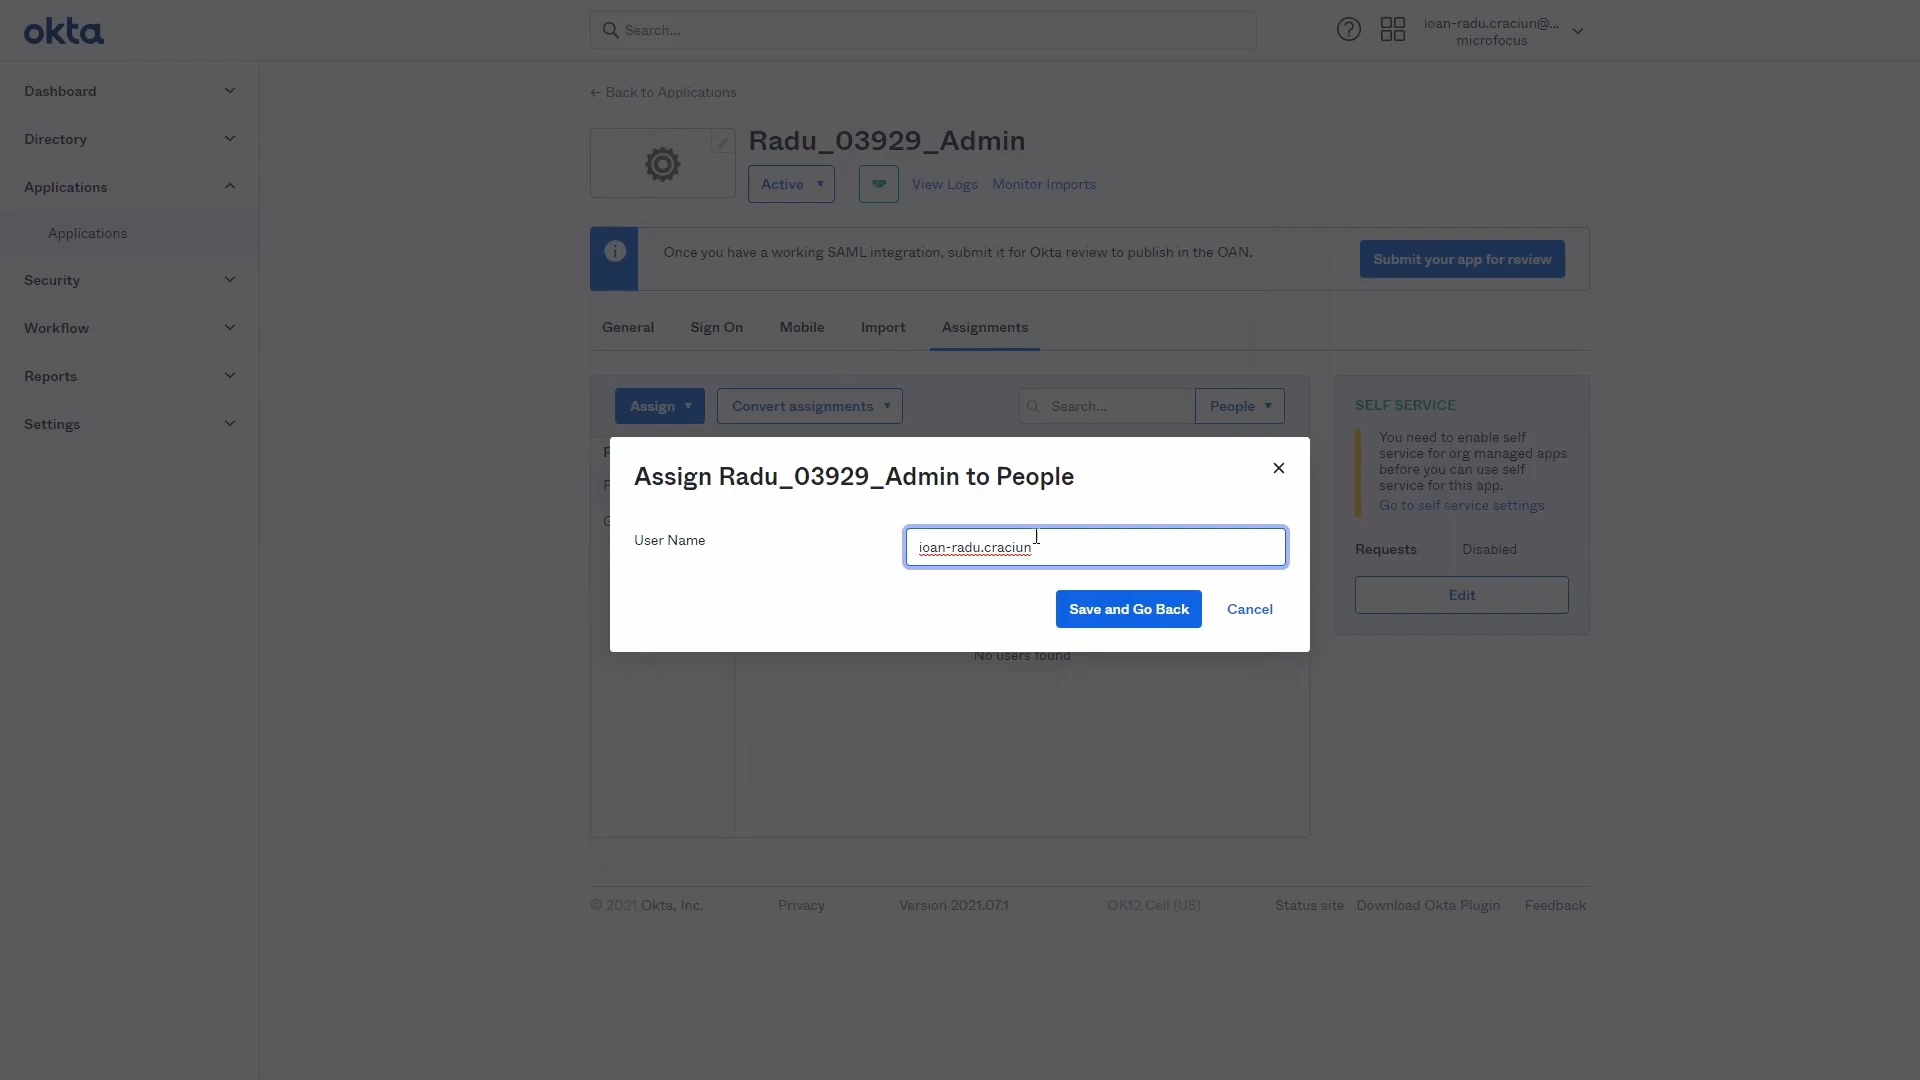 okta
Search...
ioan-radu.craciun@...
microfocus
Dashboard
Directory
Applications
Applications
Security
Workflow
Reports
Settings
← Back to Applications
Radu_03929_Admin
Active
View Logs
Monitor Imports
Once you have a working SAML integration, submit it for Okta review to publish in the OAN.
Submit your app for review
General
Sign On
Mobile
Import
Assignments
Assign
Convert assignments
Search...
People
Assign Radu_03929_Admin to People
User Name
ioan-radu.craciun
Save and Go Back
Cancel
No users found
SELF SERVICE
You need to enable self
service for org managed apps
before you can use self
service for this app.
Go to self service settings
Requests
Disabled
Edit
© 2021 Okta, Inc.
Privacy
Version 2021.07.1
OK12 Cell (US)
Status site
Download Okta Plugin
Feedback